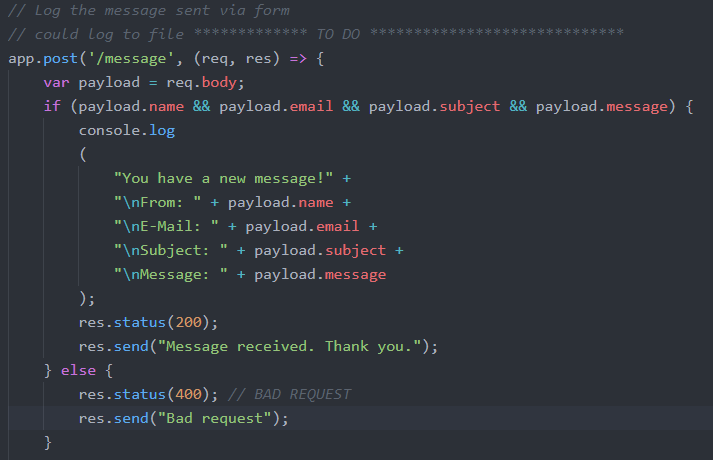 // Log the message sent via form
// could log to file ************* TO DO *****************************
app.post('/message', (req, res) => {
    var payload = req.body;
    if (payload.name && payload.email && payload.subject && payload.message) {
        console.log
        (
            "You have a new message!" +
            "\nFrom: " + payload.name +
            "\nE-Mail: " + payload.email +
            "\nSubject: " + payload.subject +
            "\nMessage: " + payload.message
        );
        res.status(200);
        res.send("Message received. Thank you.");
    } else {
        res.status(400); // BAD REQUEST
        res.send("Bad request");
    }